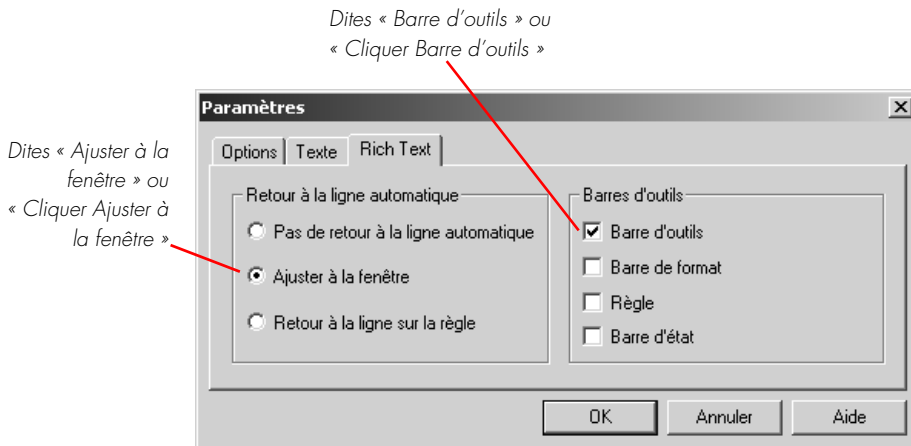 Dites « Barre d’outils » ou
« Cliquer Barre d’outils »
Dites « Ajuster à la
fenêtre » ou
« Cliquer Ajuster à
la fenêtre »
Paramètres
Options
Texte
Rich Text
Retour à la ligne automatique
Pas de retour à la ligne automatique
Ajuster à la fenêtre
Retour à la ligne sur la règle
Barres d'outils
Barre d'outils
Barre de format
Règle
Barre d'état
OK
Annuler
Aide